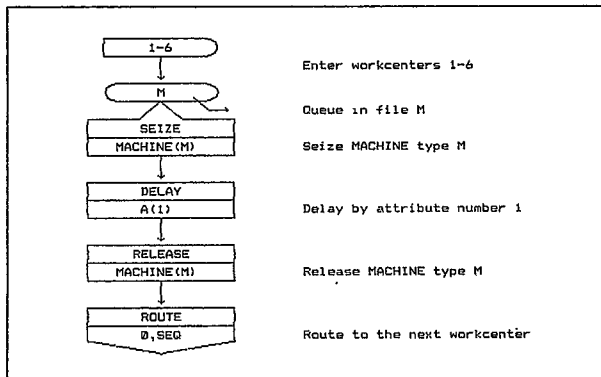 1-6
Enter workcenters 1-6
M
Queue in file M
SEIZE
MACHINE(M)
Seize MACHINE type M
DELAY
A(1)
Delay by attribute number 1
RELEASE
MACHINE(M)
Release MACHINE type M
ROUTE
0,SEQ
Route to the next workcenter